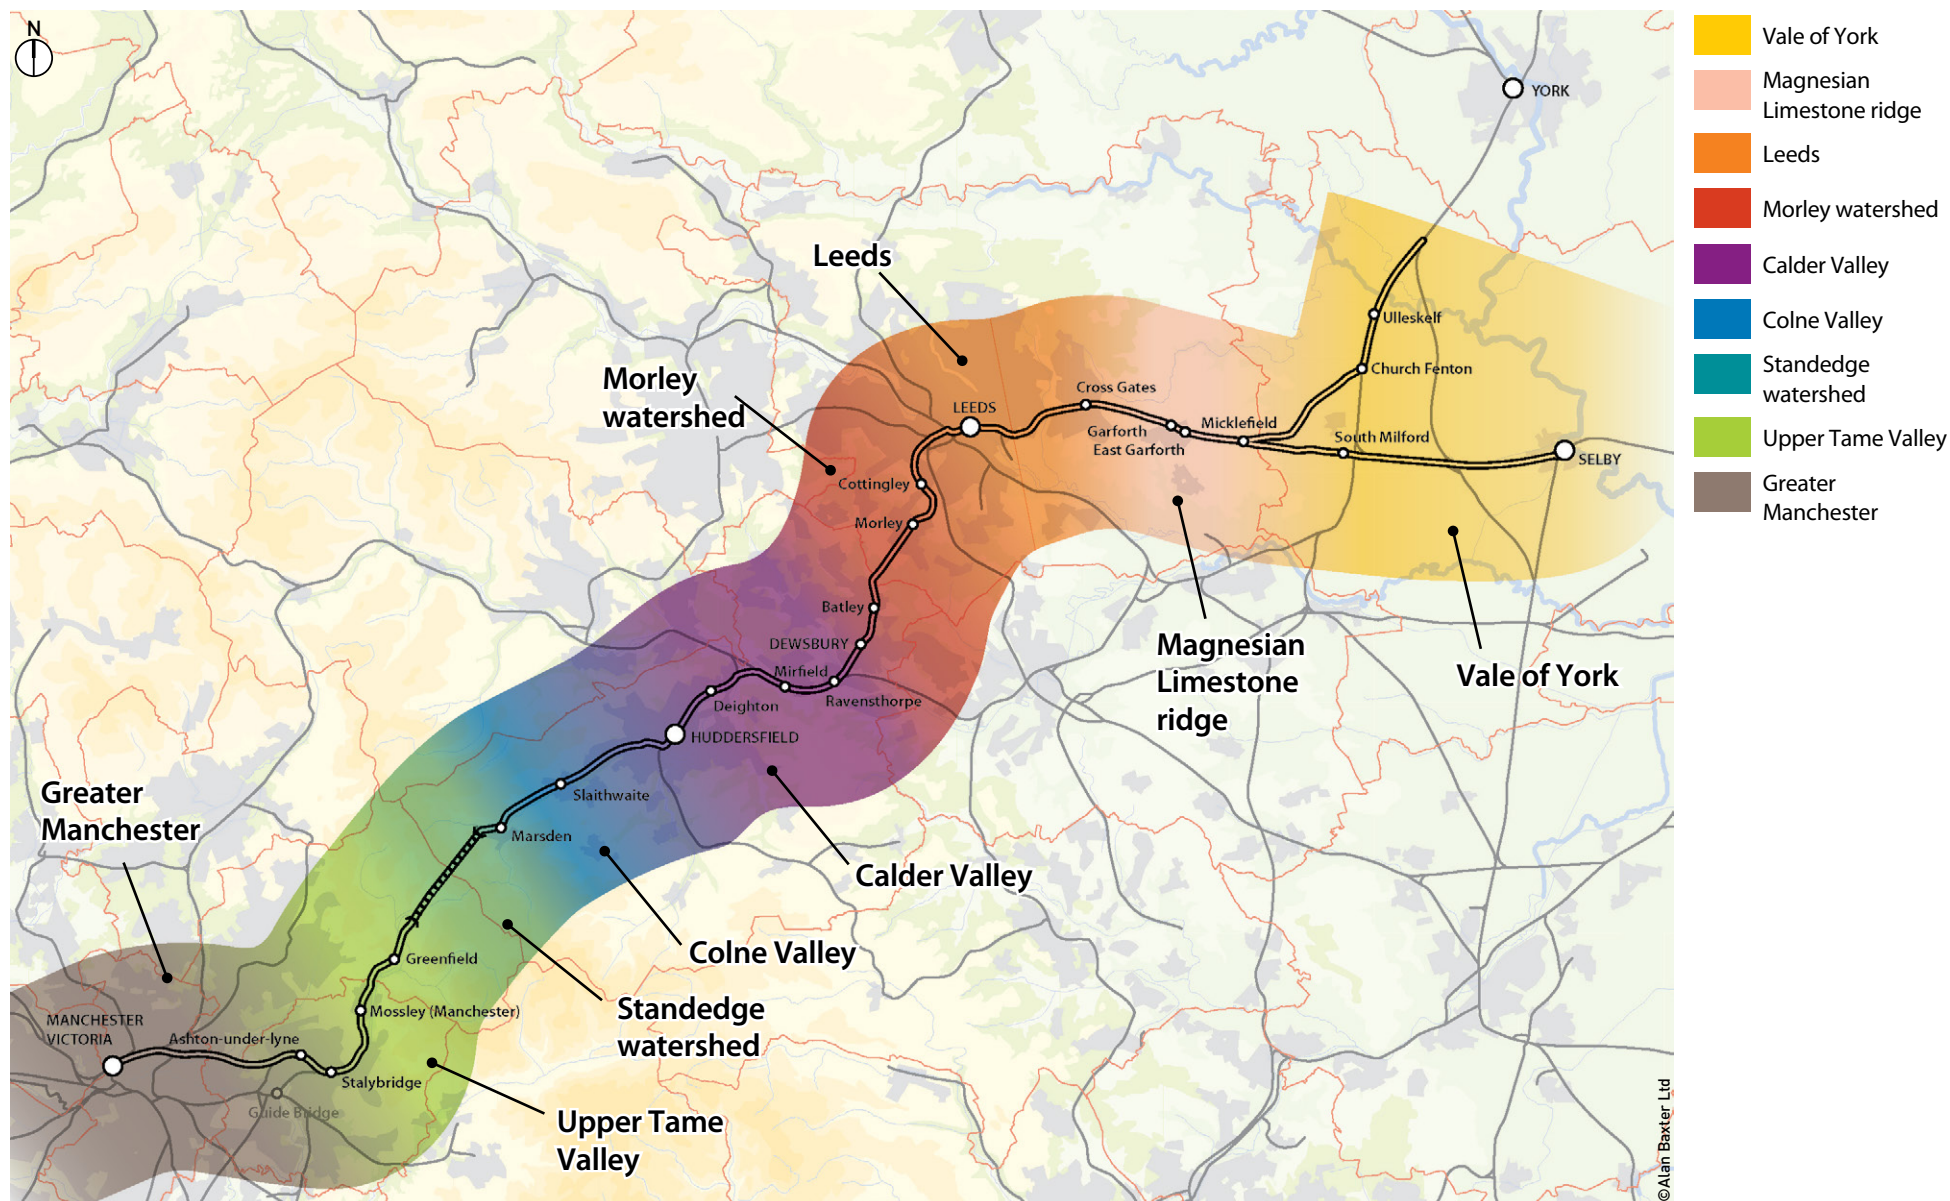 N
YORK
Leeds
Ulleskelf
Church Fenton
Morley
watershed
Cross Gates
LEEDS
Garforth
Micklefield
East Garforth
South Milford
SELBY
Cottingley
Morley
Batley
DEWSBURY
Mirfield
Ravensthorpe
Deighton
HUDDERSFIELD
Magnesian
Limestone
ridge
Vale of York
Slaithwaite
Marsden
Greater
Manchester
Calder Valley
Colne Valley
Greenfield
Mossley (Manchester)
Standedge
watershed
MANCHESTER
VICTORIA
Ashton-under-lyne
Stalybridge
Guide Bridge
Upper Tame
Valley
©Alan Baxter Ltd
Vale of York
Magnesian
Limestone ridge
Leeds
Morley watershed
Calder Valley
Colne Valley
Standedge
watershed
Upper Tame Valley
Greater
Manchester